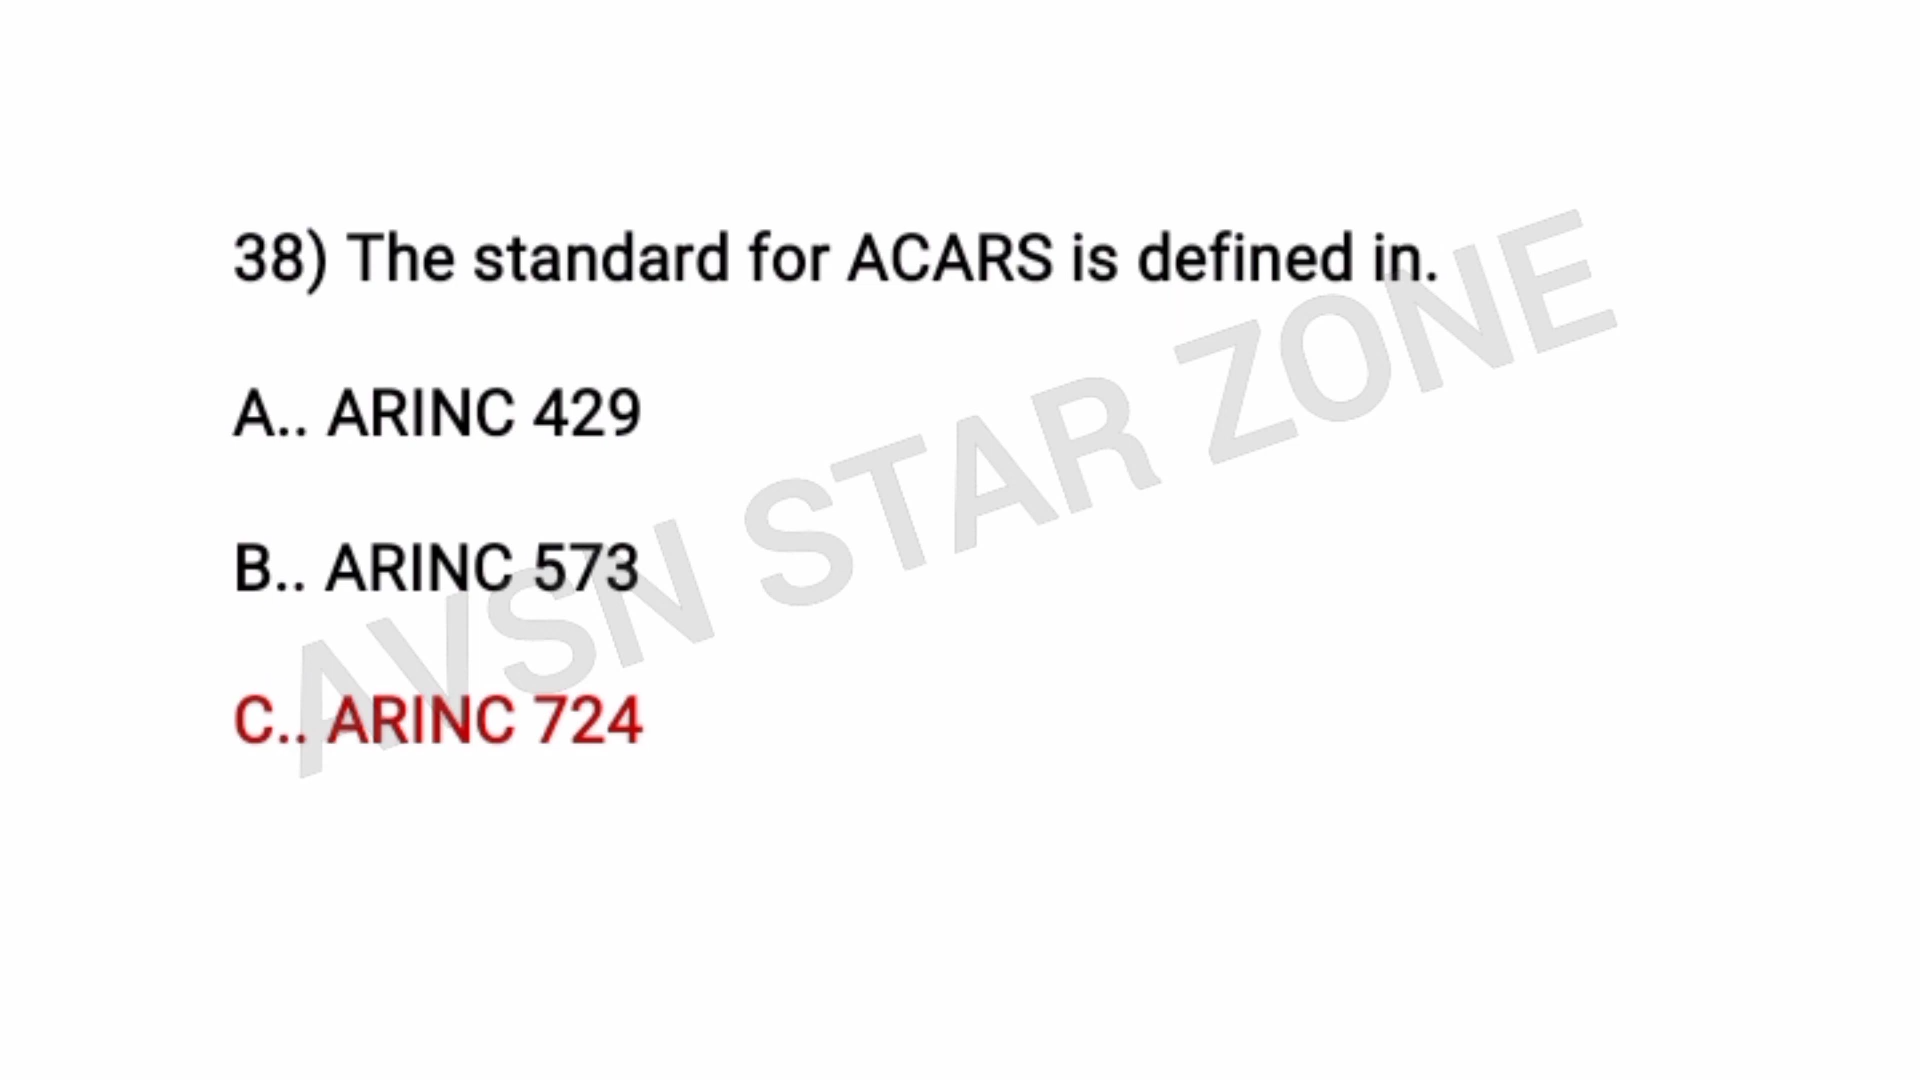 38) The standard for ACARS is defined in.
A.. ARINC 429
B.. ARINC 573
C.. ARINC 724
AVSN STAR ZONE